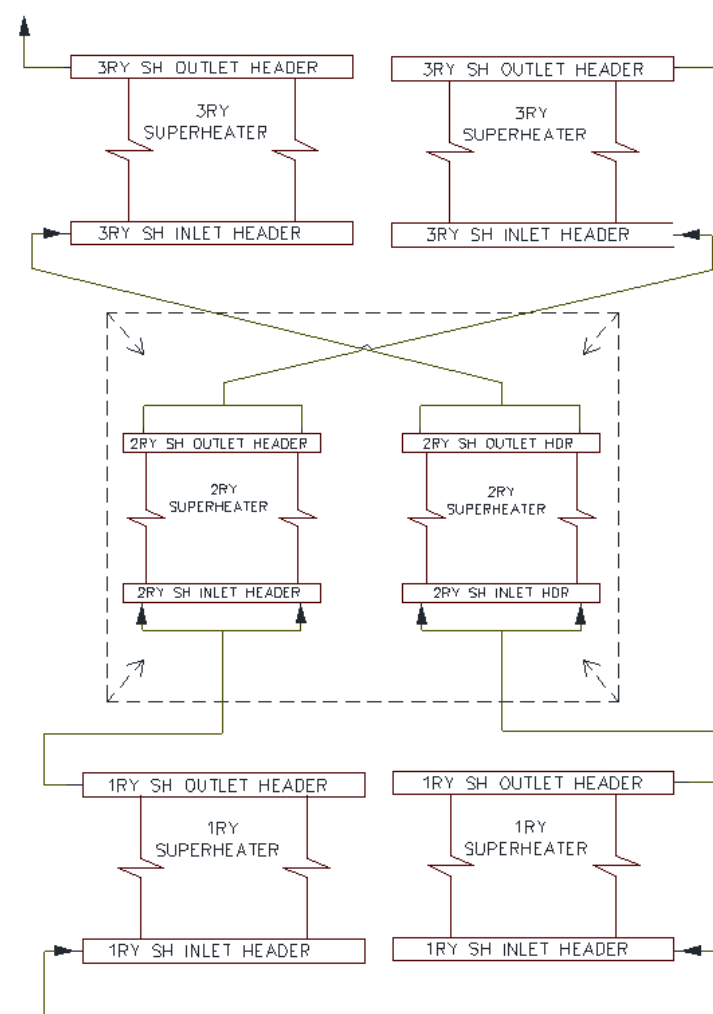 3RY SH OUTLET HEADER
3RY SH OUTLET HEADER
3RY
SUPERHEATER
3RY
SUPERHEATER
3RY SH INLET HEADER
3RY SH INLET HEADER
2RY SH OUTLET HEADER
2RY SH OUTLET HDR
2RY
SUPERHEATER
2RY
SUPERHEATER
2RY SH INLET HEADER
2RY SH INLET HDR
1RY SH OUTLET HEADER
1RY SH OUTLET HEADER
1RY
SUPERHEATER
1RY
SUPERHEATER
1RY SH INLET HEADER
1RY SH INLET HEADER